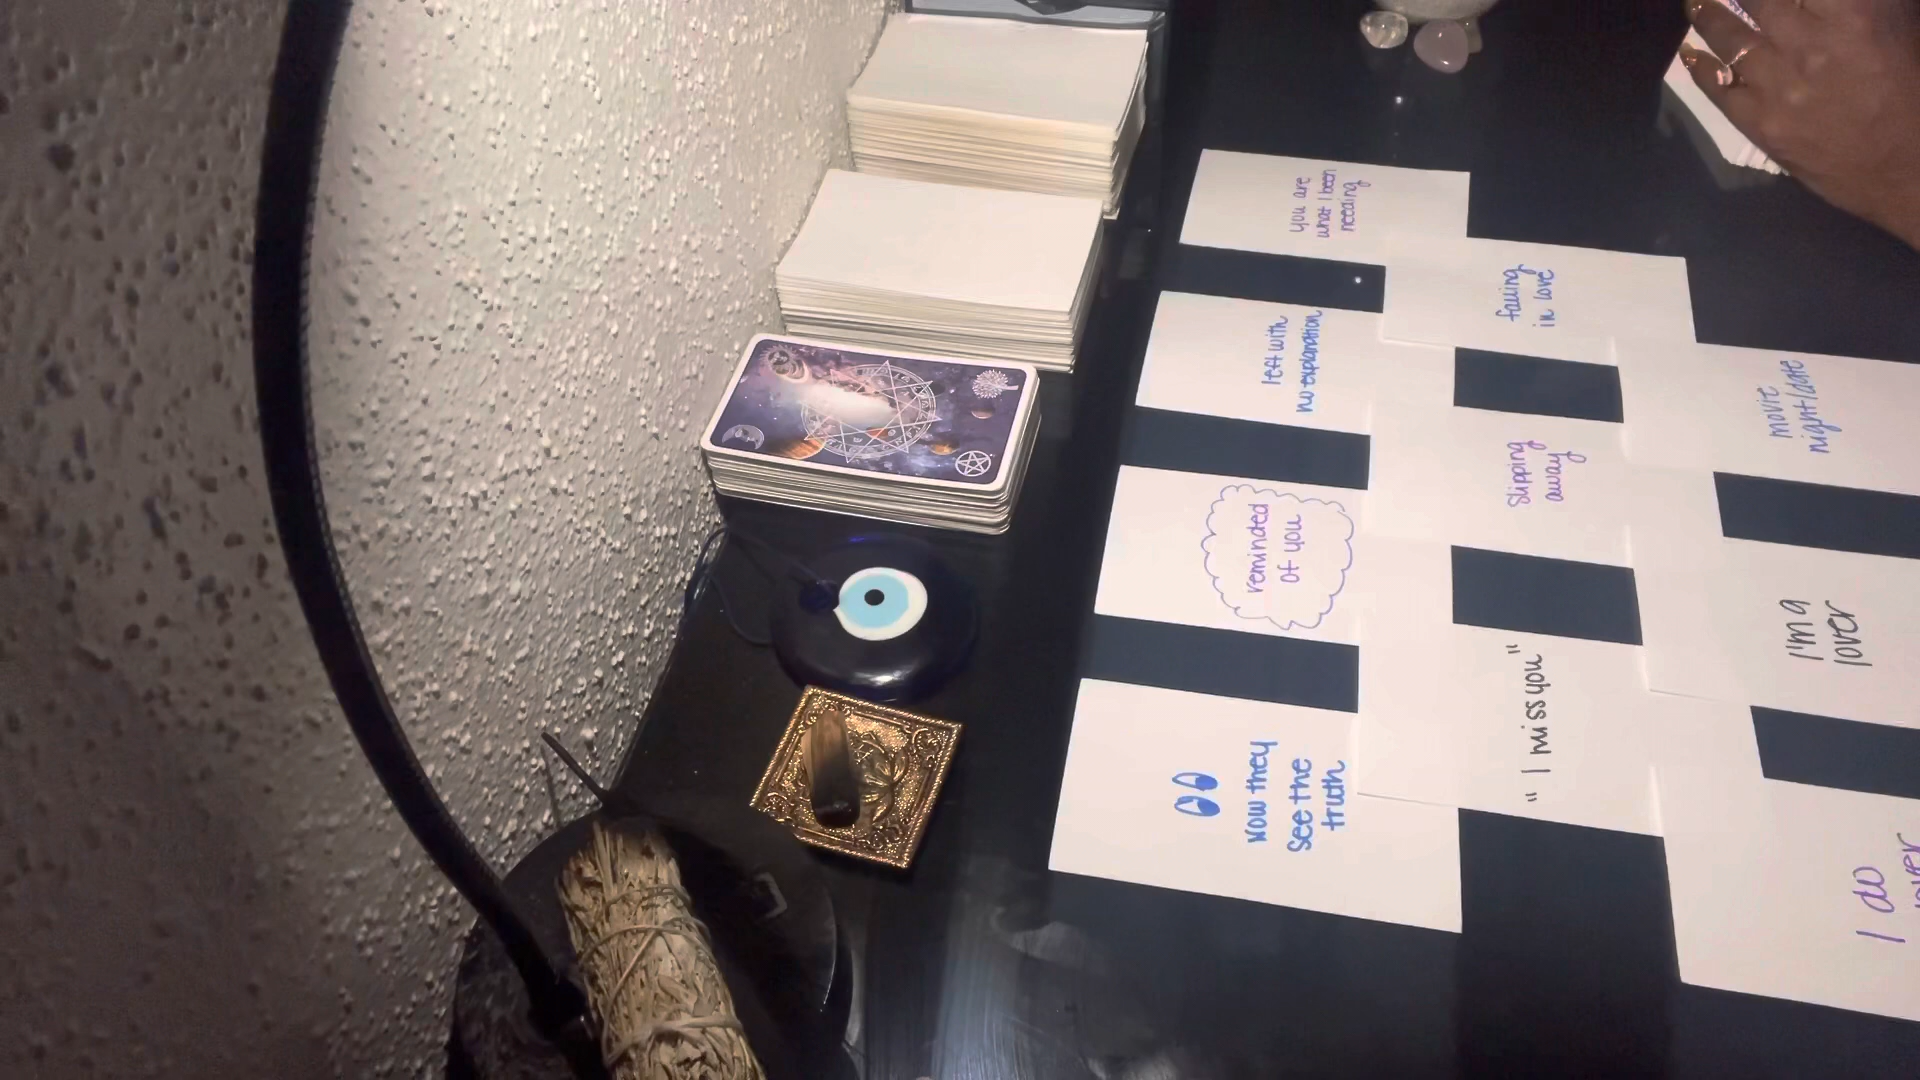 NOW they
see the
truth
reminded
of you
left with
no explanation
you are
what I been
needing
"I miss you"
slipping
away
falling
in love
I do
I'm a
lover
movie
night/date